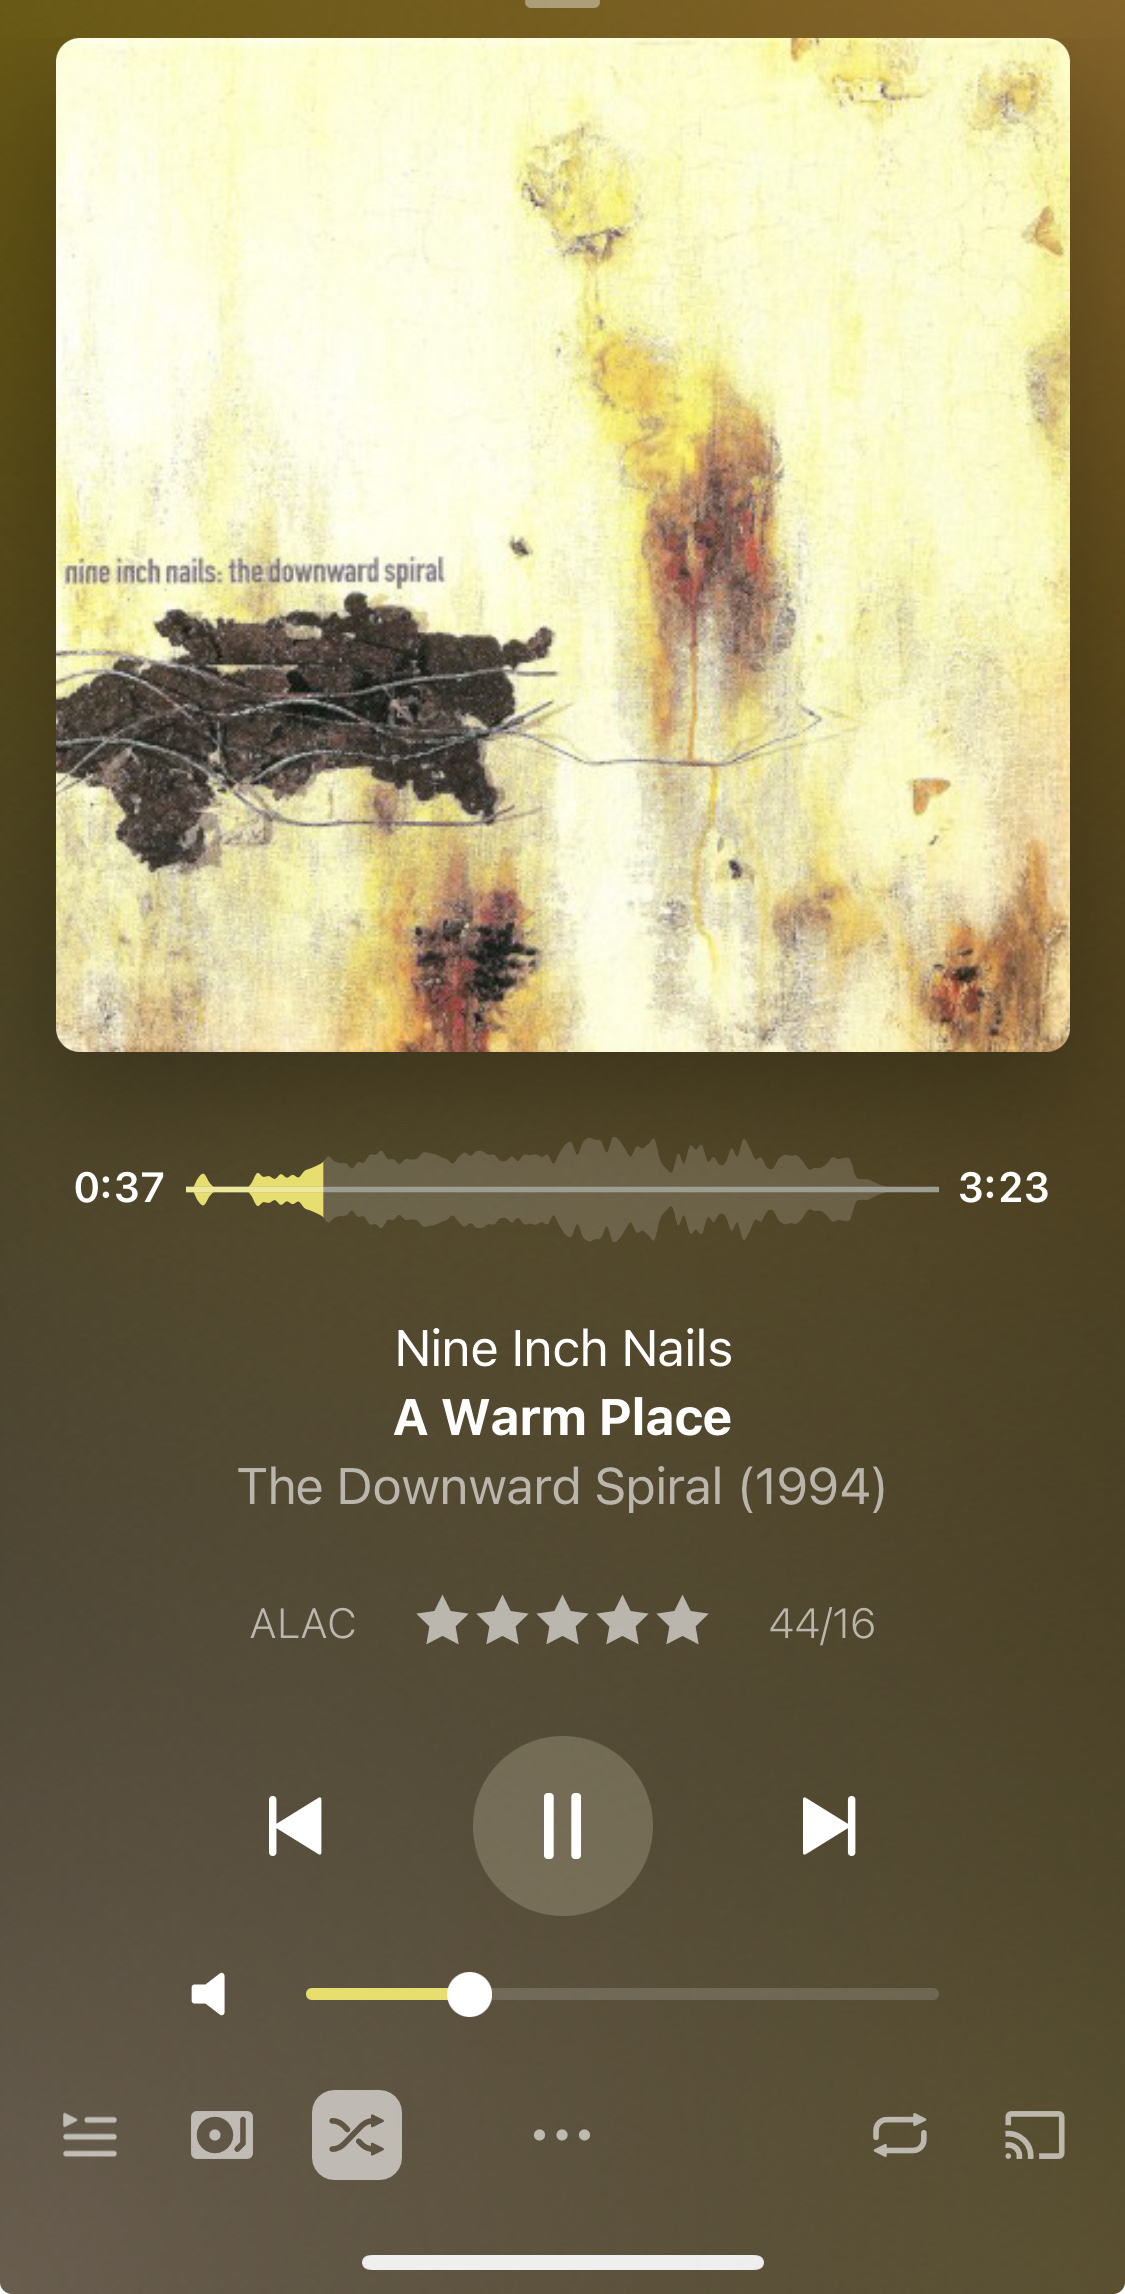 nine inch nails: the downward spiral
0:37 3:23
Nine Inch Nails
A Warm Place
The Downward Spiral (1994)
ALAC 44/16